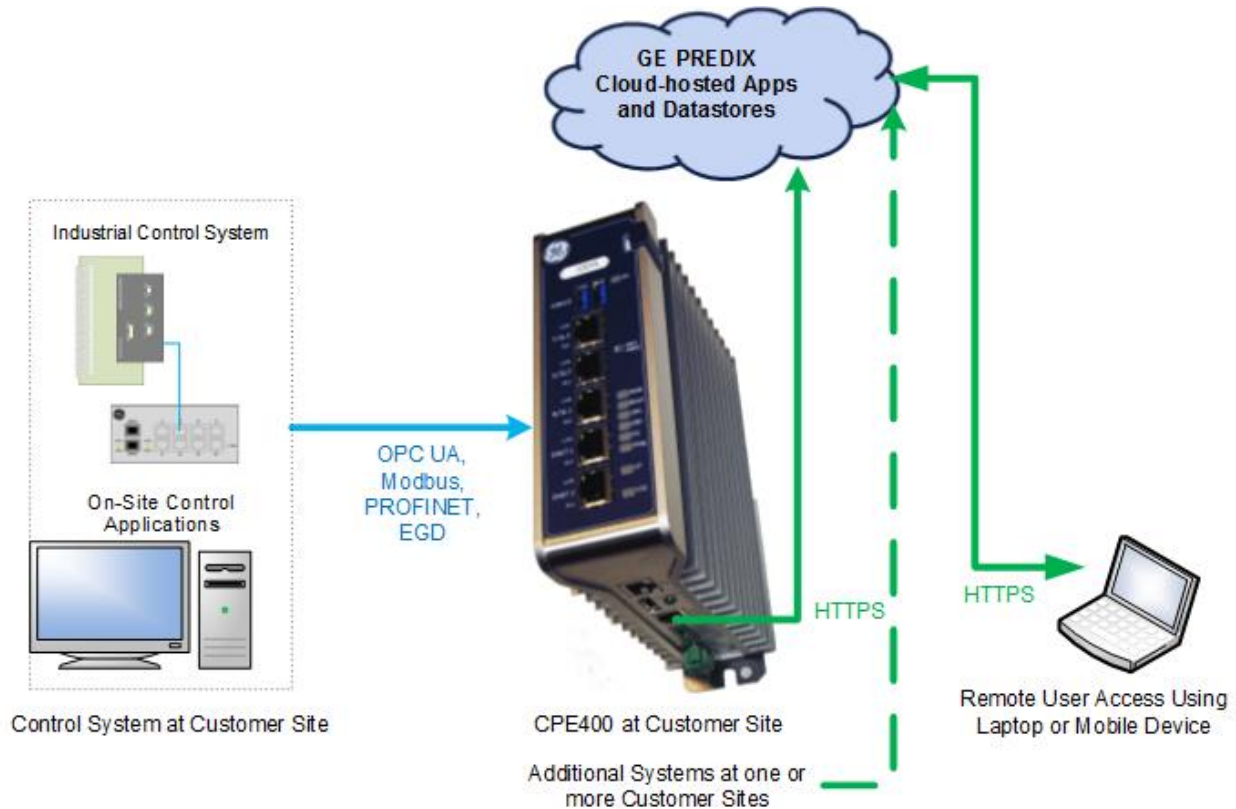 GE PREDIX
Cloud-hosted Apps
and Datastores
Industrial Control System
On-Site Control
Applications
OPC UA,
Modbus,
PROFINET,
EGD
HTTPS
HTTPS
Control System at Customer Site
CPE400 at Customer Site
Remote User Access Using
Laptop or Mobile Device
Additional Systems at one or
more Customer Sites